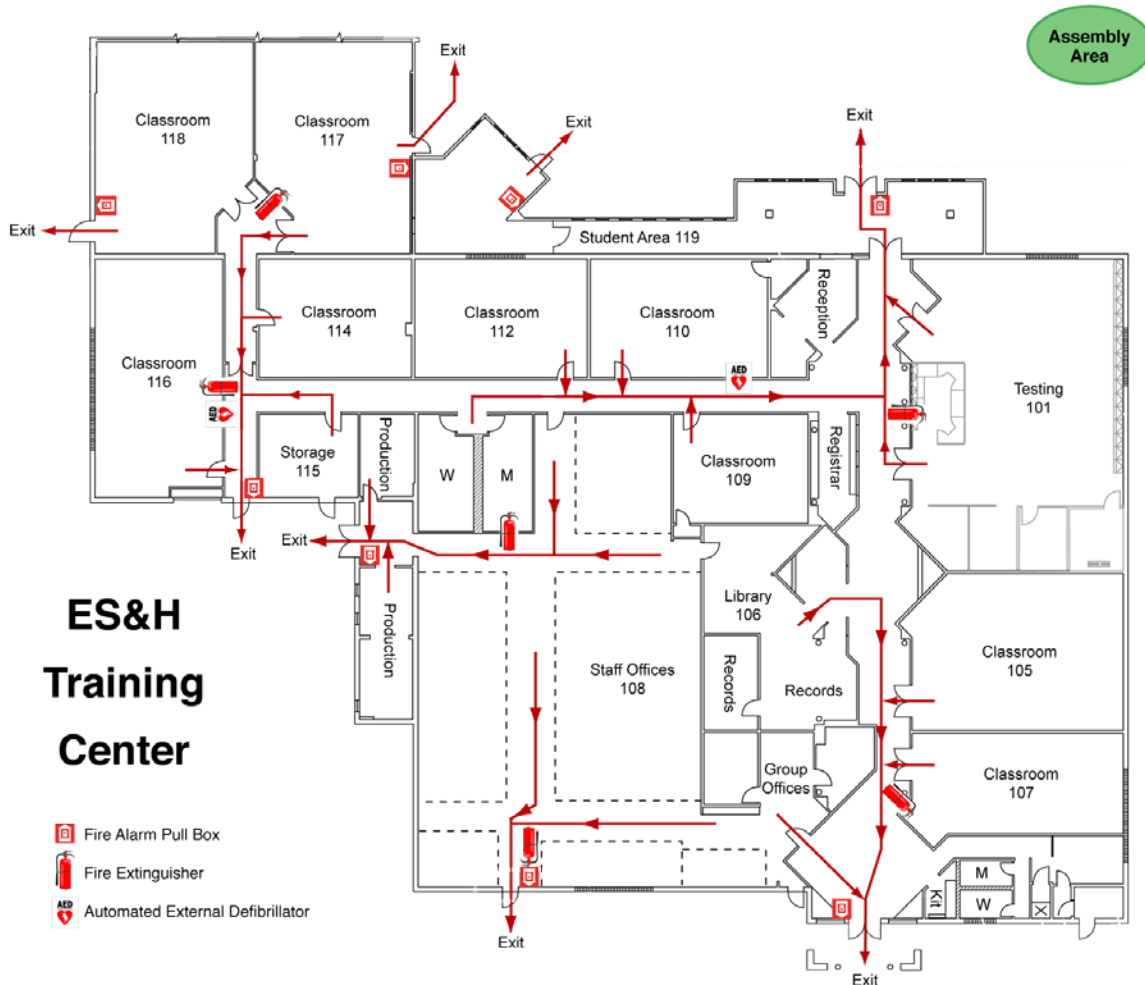 Assembly
Area
Exit
Exit
Exit
Classroom
118
Classroom
117
Exit
Student Area 119
Classroom
116
Classroom
114
Classroom
112
Classroom
110
Reception
AED
AED
Testing
101
Storage
115
Production
W
M
Classroom
109
Registrar
Exit
Exit
Production
Library
106
Staff Offices
108
Records
Records
Classroom
105
Group
Offices
Classroom
107
Kit
M
W
X
Exit
Exit
ES&H
Training
Center
Fire Alarm Pull Box
Fire Extinguisher
AED
Automated External Defibrillator